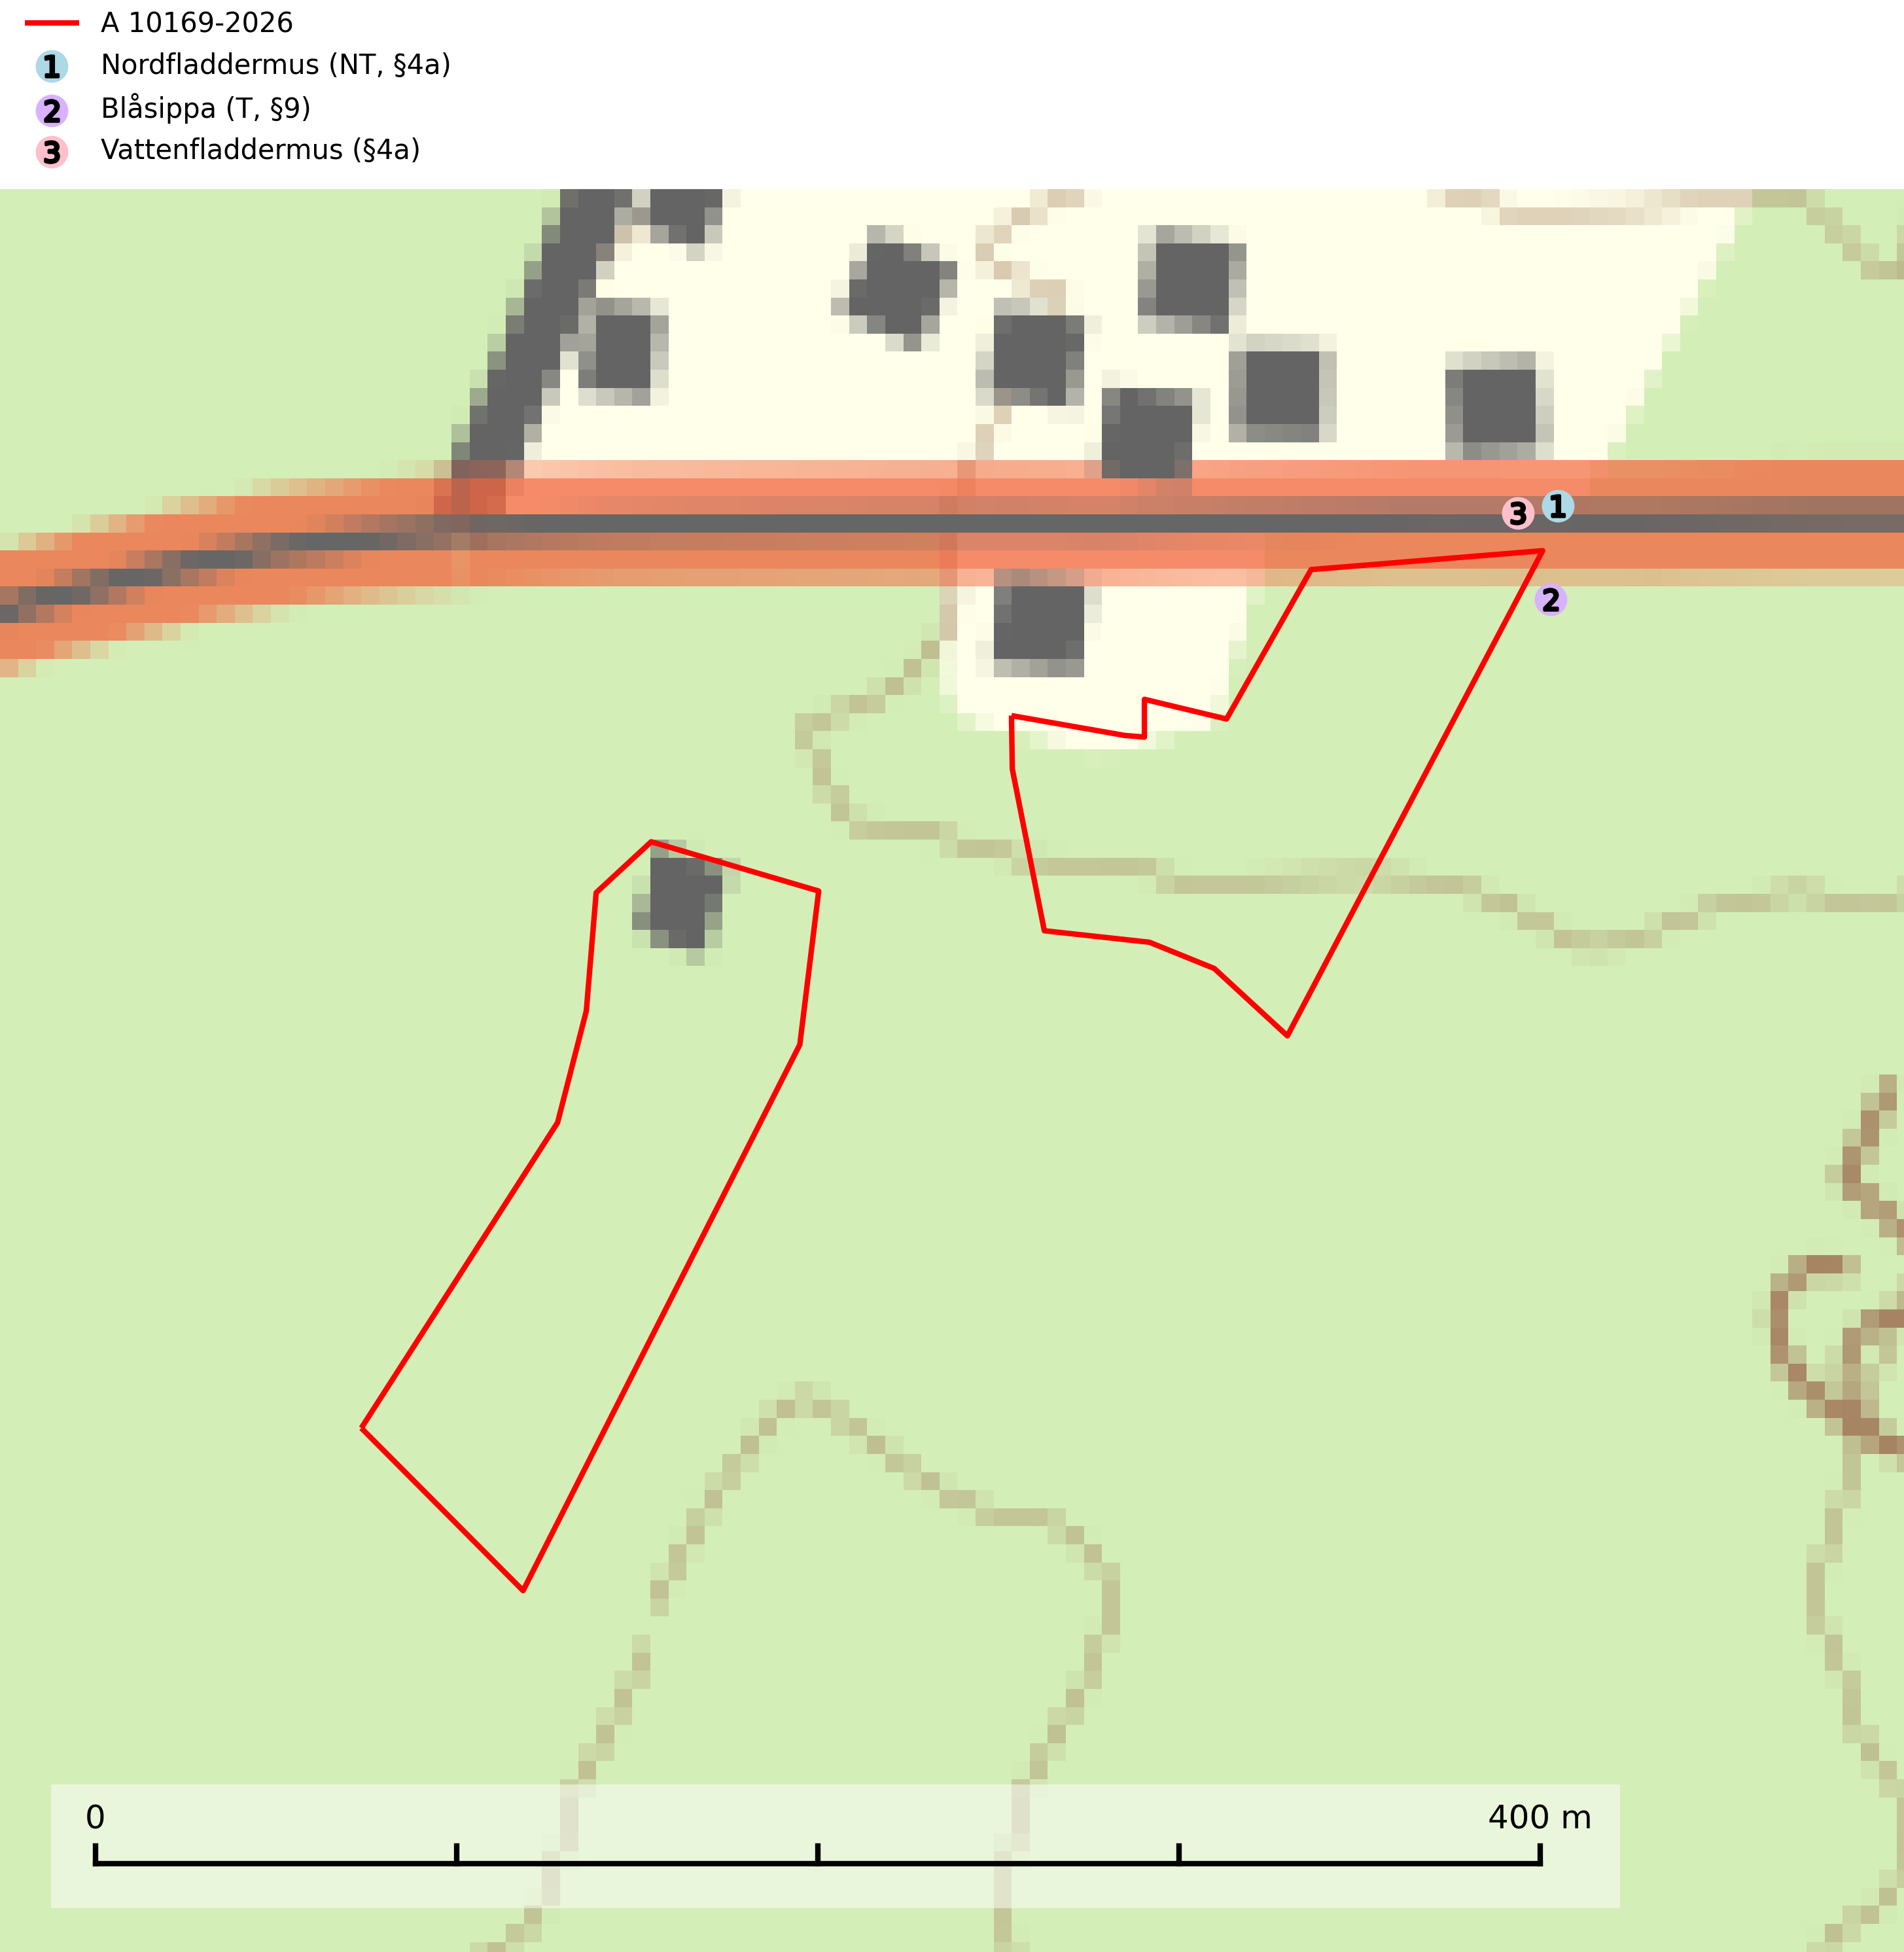 A 10169-2026
1 Nordfladdermus (NT, §4a)
2 Blåsippa (T, §9)
3 Vattenfladdermus (§4a)
3 1
2
0 400 m